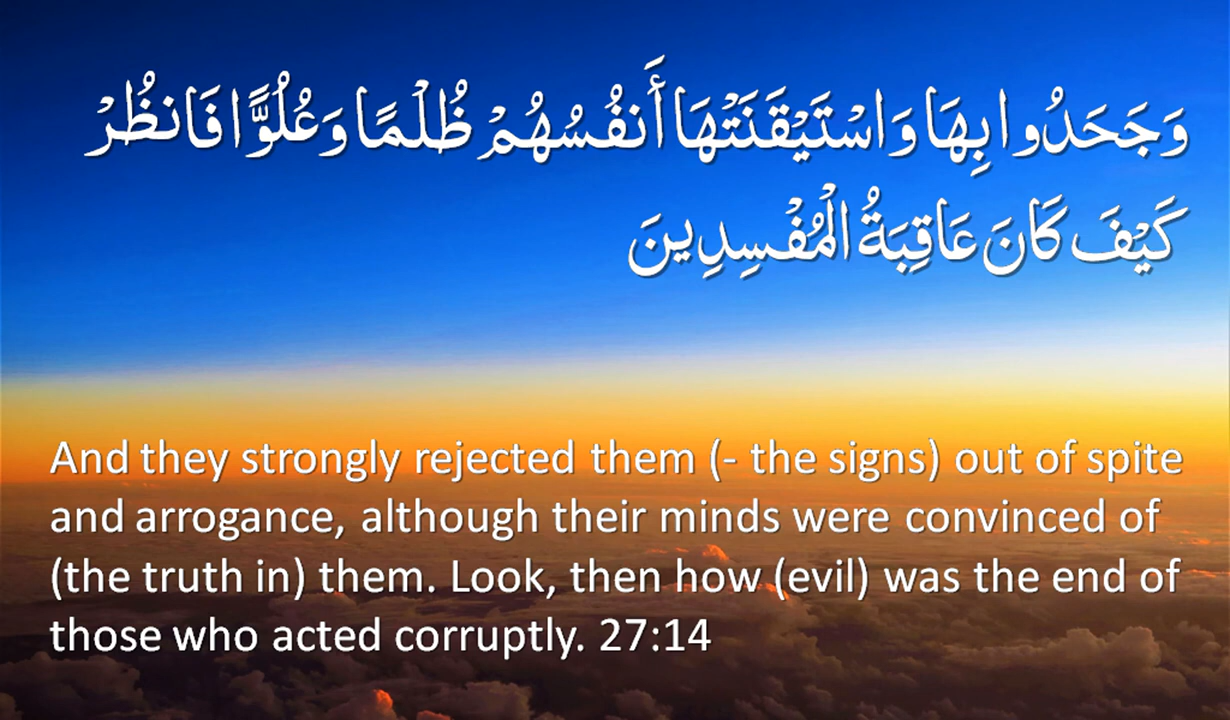 وَجَحَدُوا بِهَا وَاسْتَيْقَنَتْهَا أَنفُسُهُمْ ظُلْمًا وَعُلُوًّا فَانظُرْ
كَيْفَ كَانَ عَاقِبَةُ الْمُفْسِدِينَ
And they strongly rejected them (- the signs) out of spite
and arrogance, although their minds were convinced of
(the truth in) them. Look, then how (evil) was the end of
those who acted corruptly. 27:14